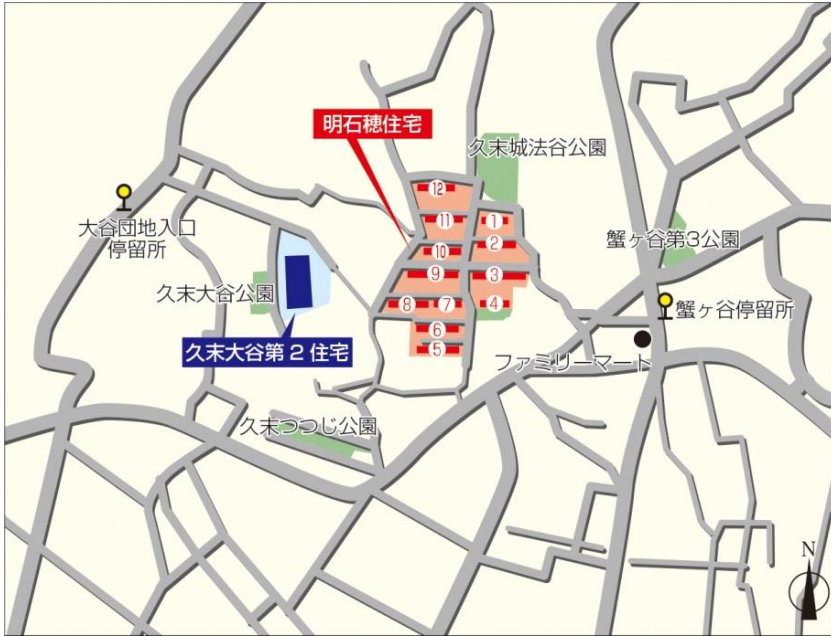 明石穂住宅
久末城法谷公園
⑫
⑪
①
②
⑩
⑨
③
⑧
⑦
④
⑥
⑤
大谷団地入口
停留所
久末大谷公園
久末大谷第2住宅
蟹ヶ谷第3公園
蟹ヶ谷停留所
ファミリーマート
久末つつじ公園
N